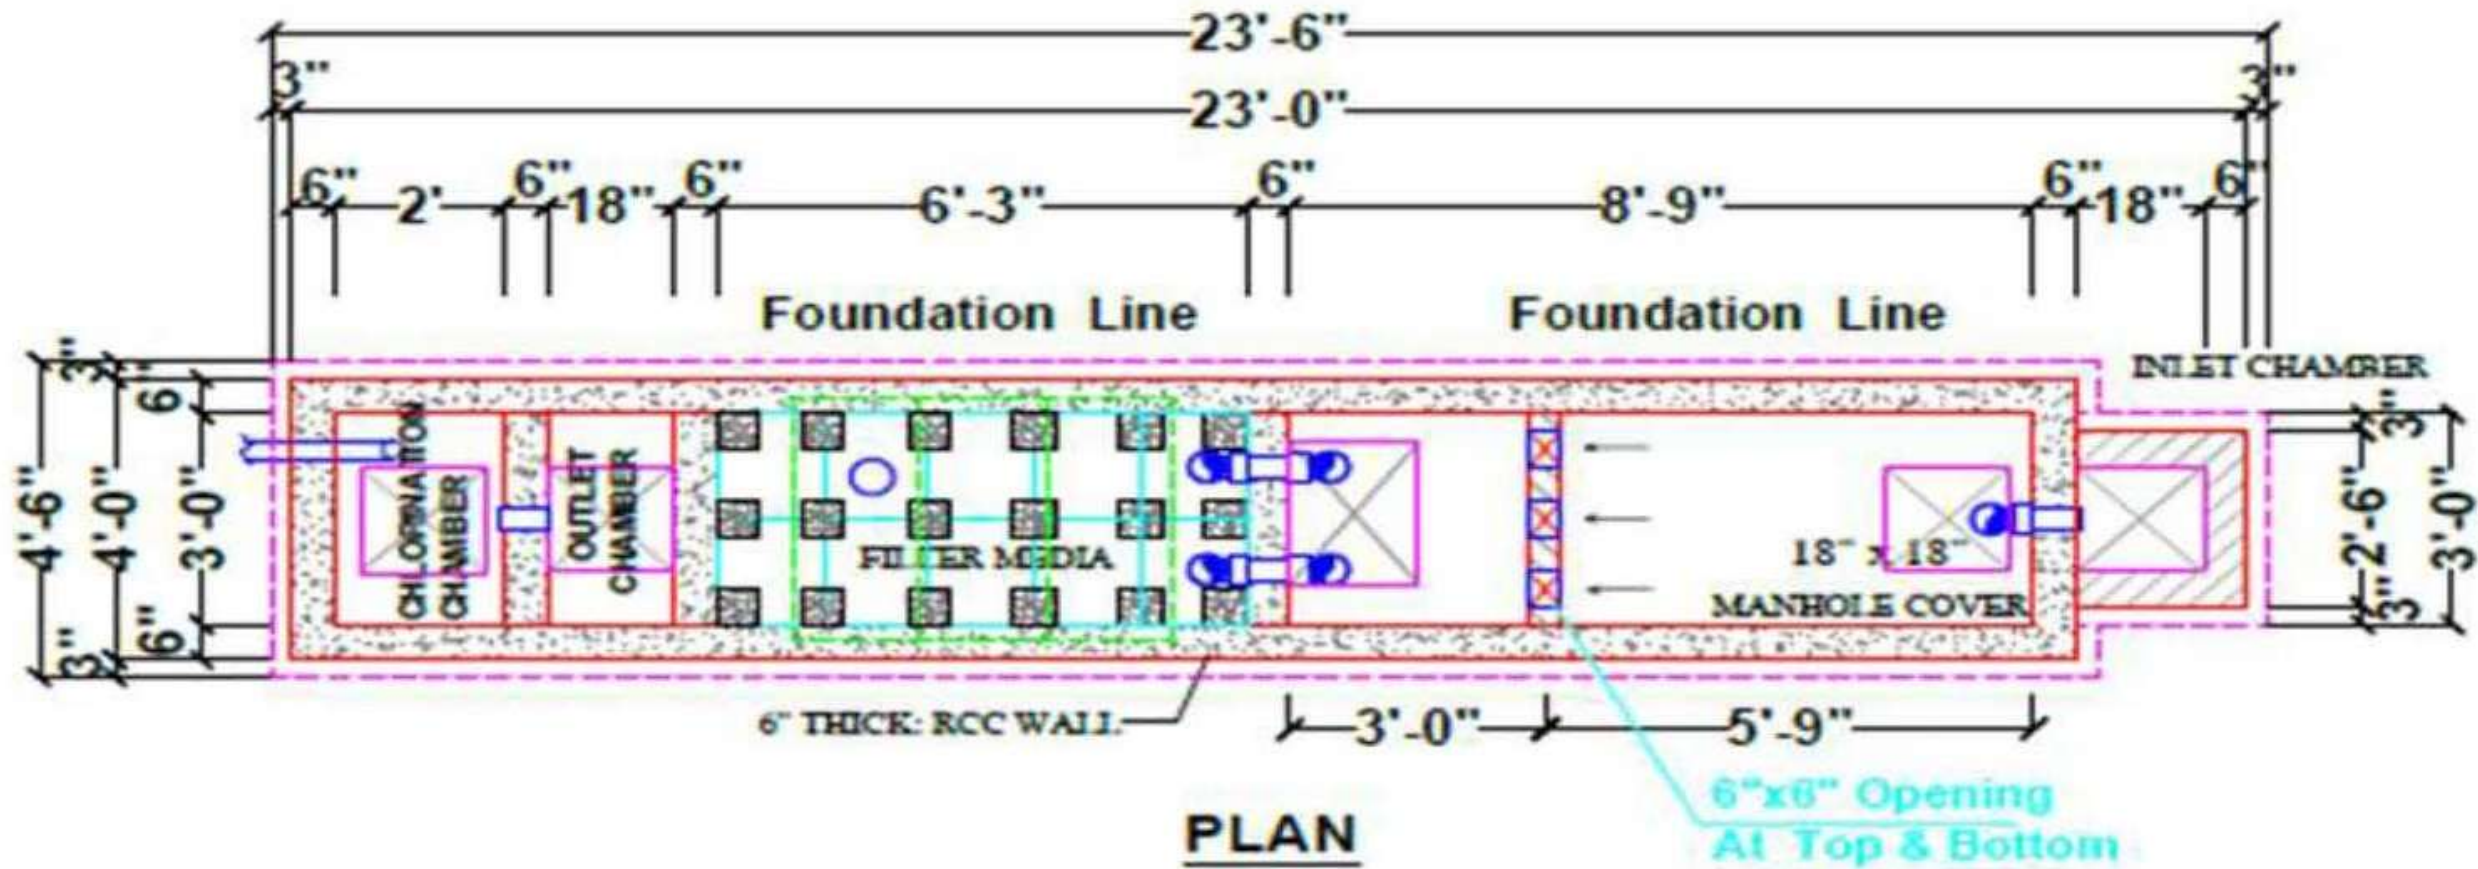 23'-6"
3" 3"
23'-0"
6" 2' 6" 18" 6" 6'-3" 6" 8'-9" 6" 18" 6"
Foundation Line Foundation Line
INLET CHAMBER
3" 3" 6"
4'-6" 4'-0" 3'-0"
3" 3" 6"
CHLORINATION
CHAMBER
OUTLET
CHAMBER
FILTER MEDIA
18" x 18"
MANHOLE COVER
3"
2'-6" 3'-0"
3"
6" THICK: RCC WALL
3'-0" 5'-9"
6"x6" Opening
At Top & Bottom
PLAN